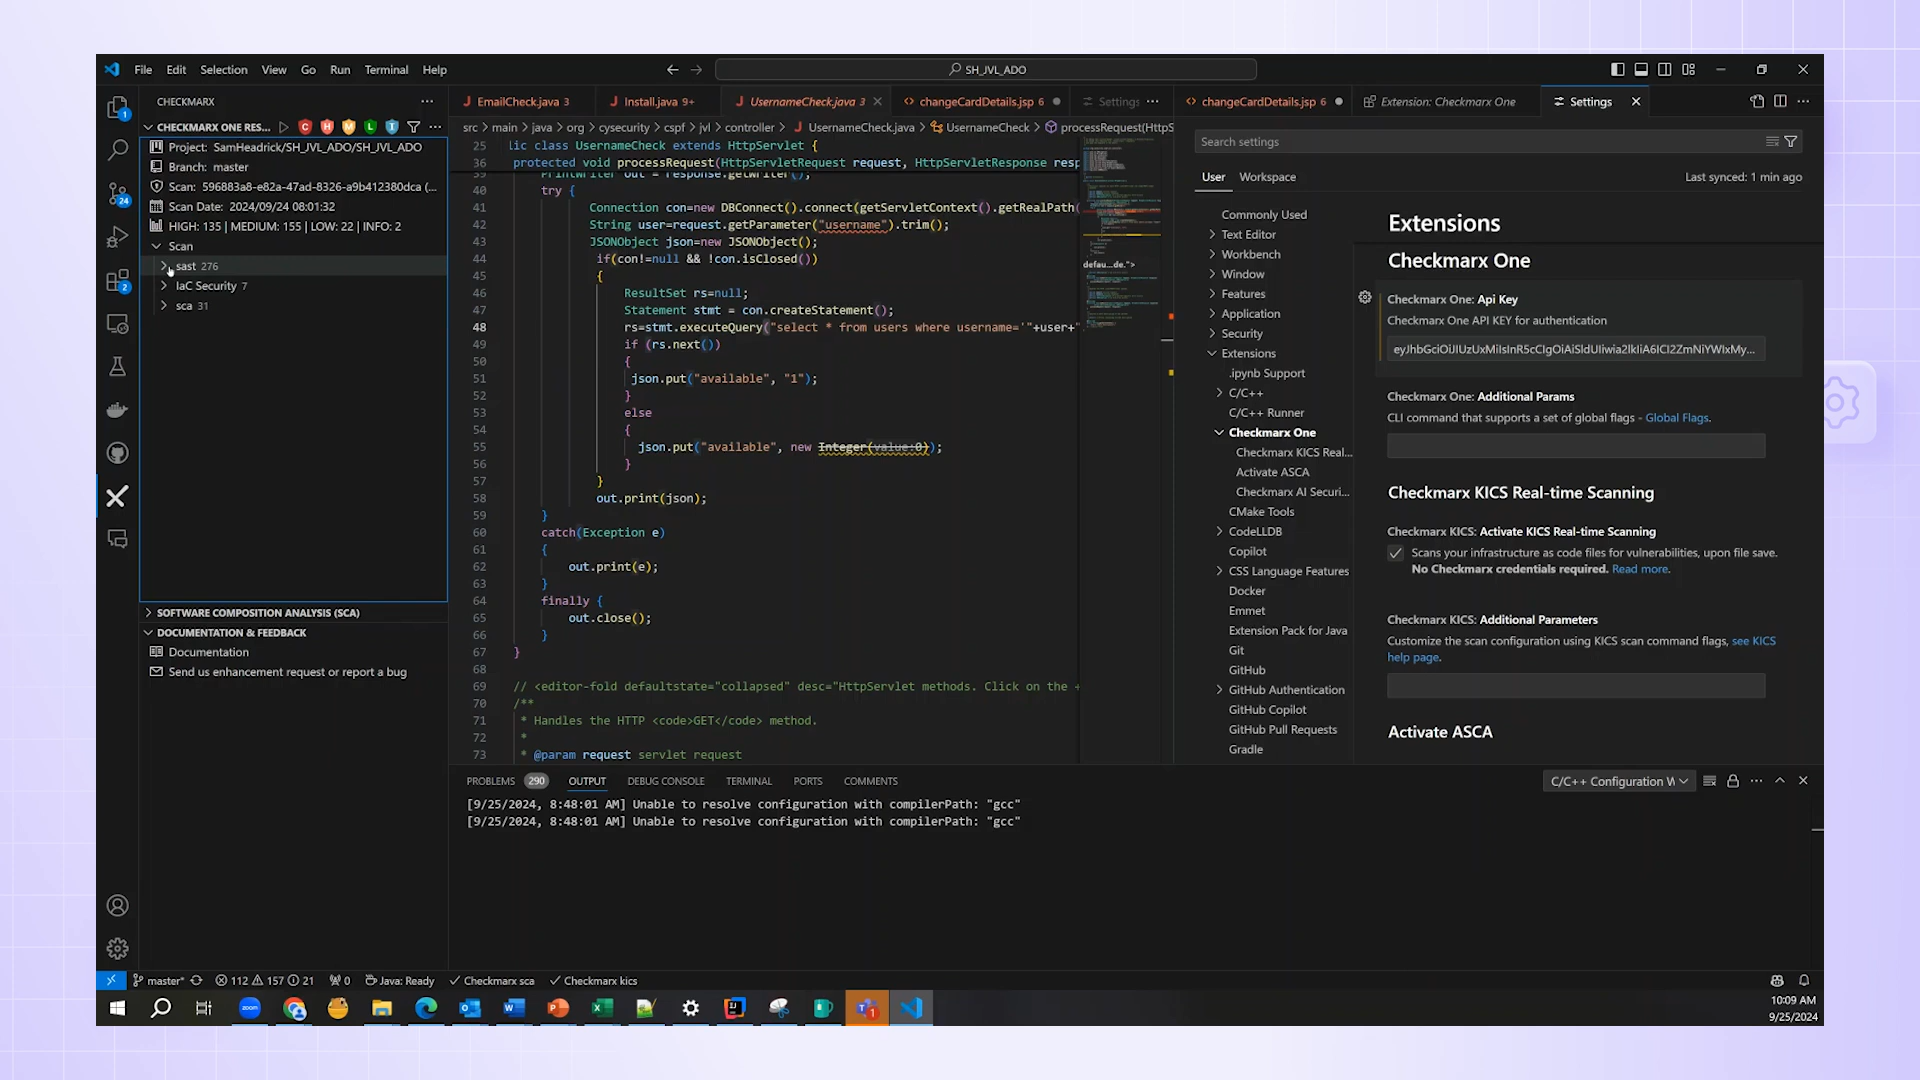 File Edit Selection View Go Run Terminal Help
SH_JVL_ADO
CHECKMARX
CHECKMARX ONE RES...
C H M L I
Project: SamHeadrick/SH_JVL_ADO/SH_JVL_ADO
Branch: master
Scan: 596883a8-e82a-47ad-8326-a9b412380dca (...
Scan Date: 2024/09/24 08:01:32
HIGH: 135 | MEDIUM: 155 | LOW: 22 | INFO: 2
Scan
sast 276
IaC Security 7
sca 31
SOFTWARE COMPOSITION ANALYSIS (SCA)
DOCUMENTATION & FEEDBACK
Documentation
Send us enhancement request or report a bug
1
24
2
EmailCheck.java 3 Install.java 9+ UsernameCheck.java 3 changeCardDetails.jsp 6 Settings
src > main > java > org > cysecurity > cspf > jvl > controller > UsernameCheck.java > UsernameCheck > processRequest(HttpS
25 lic class UsernameCheck extends HttpServlet {
36 protected void processRequest(HttpServletRequest request, HttpServletResponse resp
39 PrintWriter out = response.getWriter();
40 try {
41 Connection con=new DBConnect().connect(getServletContext().getRealPath(
42 String user=request.getParameter("username").trim();
43 JSONObject json=new JSONObject();
44 if(con!=null && !con.isClosed())
45 {
46 ResultSet rs=null;
47 Statement stmt = con.createStatement();
48 rs=stmt.executeQuery("select * from users where username='"+user+"
49 if (rs.next())
50 {
51 json.put("available", "1");
52 }
53 else
54 {
55 json.put("available", new Integer(value:0));
56 }
57 }
58 out.print(json);
59 }
60 catch(Exception e)
61 {
62 out.print(e);
63 }
64 finally {
65 out.close();
66 }
67 }
68
69 // <editor-fold defaultstate="collapsed" desc="HttpServlet methods. Click on the +
70 /**
71 * Handles the HTTP <code>GET</code> method.
72 *
73 * @param request servlet request
defau...de.">
changeCardDetails.jsp 6 Extension: Checkmarx One Settings
Search settings
User Workspace
Last synced: 1 min ago
Commonly Used
Text Editor
Workbench
Window
Features
Application
Security
Extensions
.ipynb Support
C/C++
C/C++ Runner
Checkmarx One
Checkmarx KICS Real...
Activate ASCA
Checkmarx AI Securi...
CMake Tools
CodeLLDB
Copilot
CSS Language Features
Docker
Emmet
Extension Pack for Java
Git
GitHub
GitHub Authentication
GitHub Copilot
GitHub Pull Requests
Gradle
Extensions
Checkmarx One
Checkmarx One: Api Key
Checkmarx One API KEY for authentication
Checkmarx One: Additional Params
CLI command that supports a set of global flags - Global Flags.
Checkmarx KICS Real-time Scanning
Checkmarx KICS: Activate KICS Real-time Scanning
Scans your infrastructure as code files for vulnerabilities, upon file save.
No Checkmarx credentials required. Read more.
Checkmarx KICS: Additional Parameters
Customize the scan configuration using KICS scan command flags, see KICS
help page.
Activate ASCA
PROBLEMS 290 OUTPUT DEBUG CONSOLE TERMINAL PORTS COMMENTS
C/C++ Configuration W
[9/25/2024, 8:48:01 AM] Unable to resolve configuration with compilerPath: "gcc"
[9/25/2024, 8:48:01 AM] Unable to resolve configuration with compilerPath: "gcc"
master* 112 157 21 0 Java: Ready Checkmarx sca Checkmarx kics
zoom
1
10:09 AM
9/25/2024